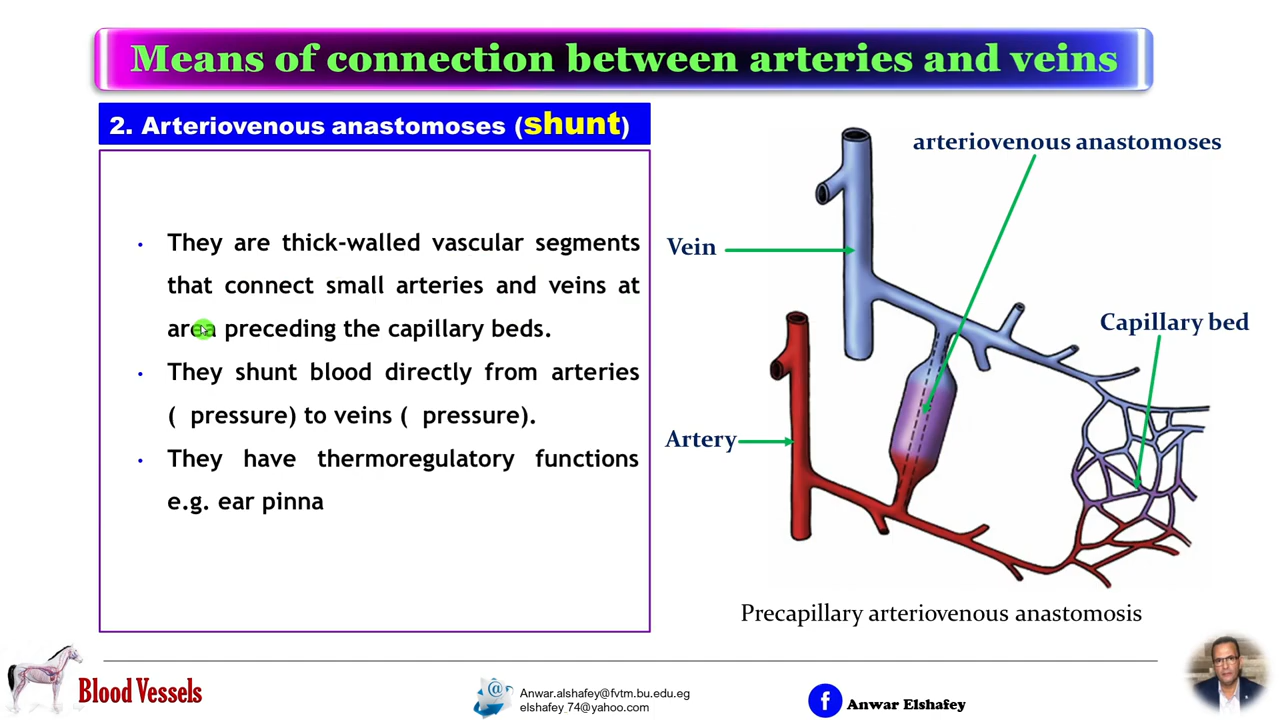 Means of connection between arteries and veins
2. Arteriovenous anastomoses (shunt)
• They are thick-walled vascular segments
that connect small arteries and veins at
area preceding the capillary beds.
• They shunt blood directly from arteries
( pressure) to veins ( pressure).
• They have thermoregulatory functions
e.g. ear pinna
arteriovenous anastomoses
Vein
Capillary bed
Artery
Precapillary arteriovenous anastomosis
Blood Vessels
@
Anwar.alshafey@fvtm.bu.edu.eg
elshafey_74@yahoo.com
f
Anwar Elshafey